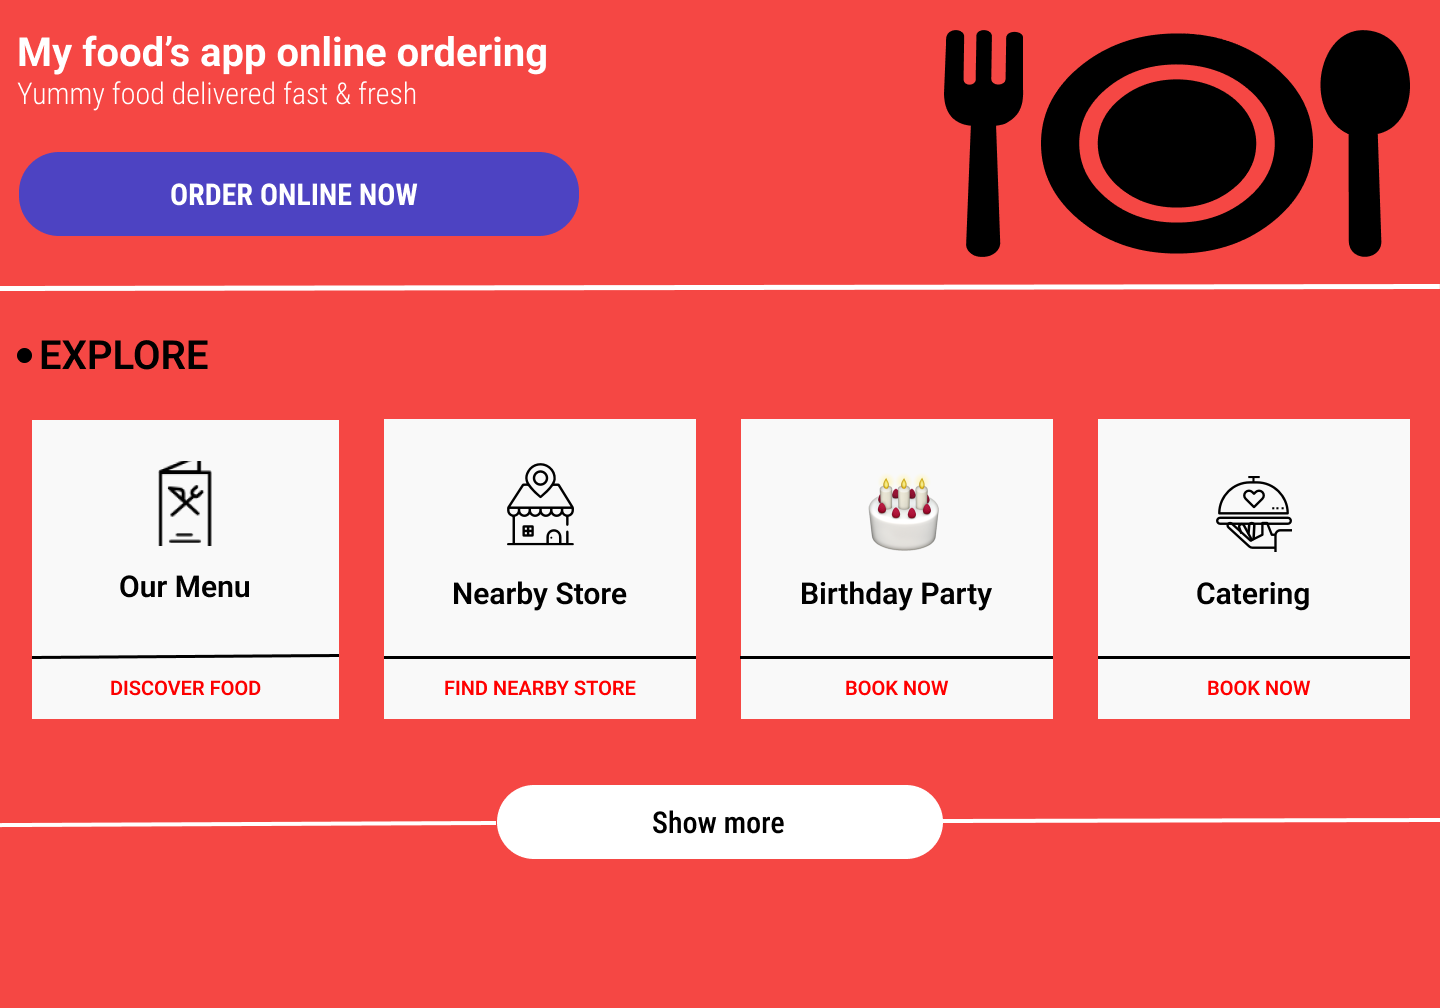 My food’s app online ordering
Yummy food delivered fast & fresh
ORDER ONLINE NOW
• EXPLORE
Our Menu
Nearby Store
Birthday Party
Catering
DISCOVER FOOD
FIND NEARBY STORE
BOOK NOW
BOOK NOW
Show more